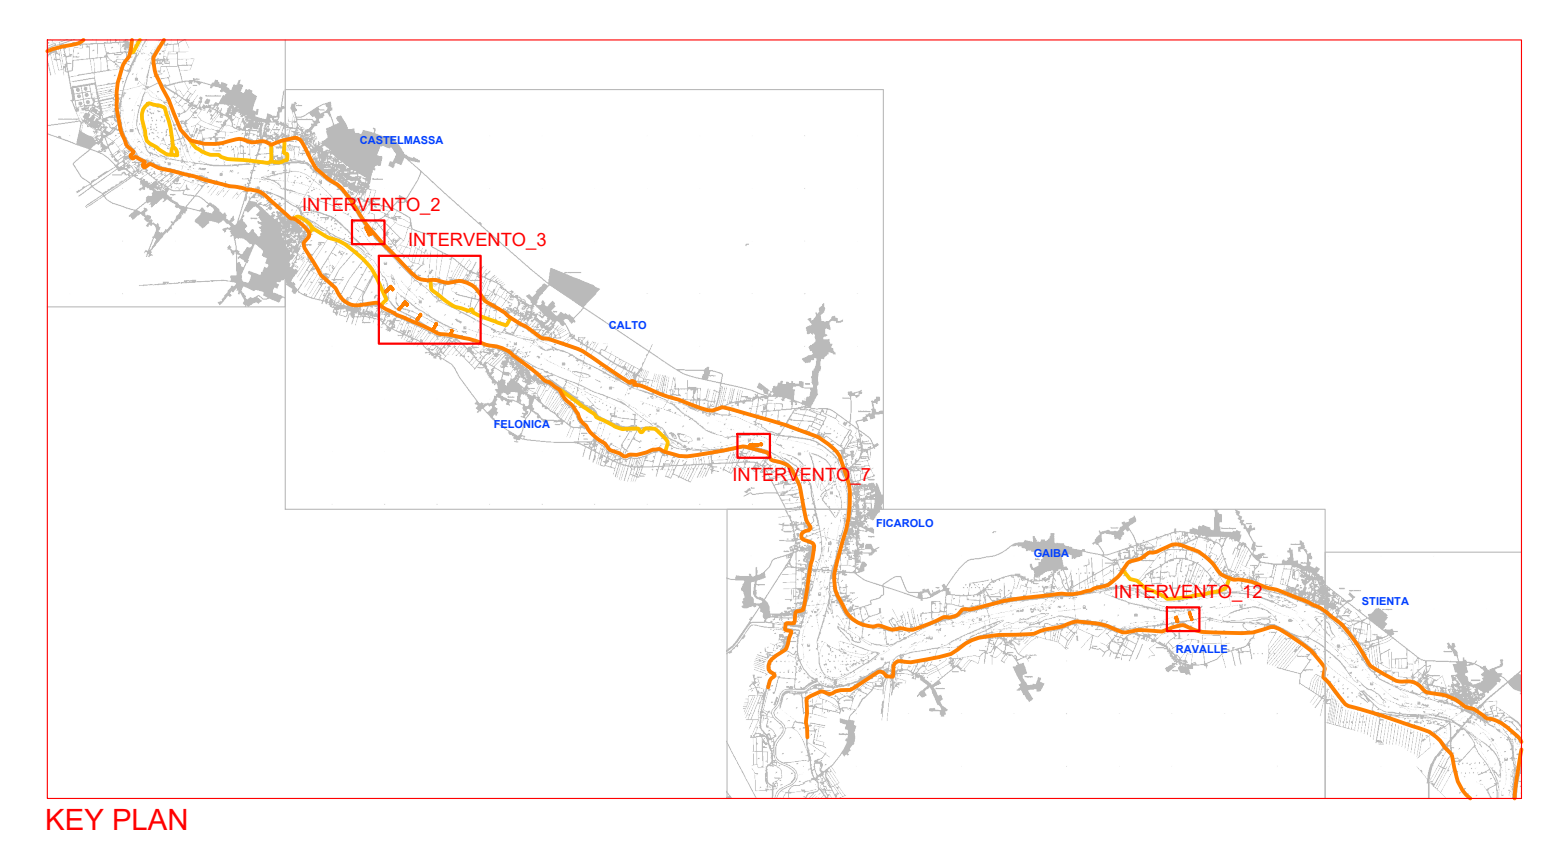 CASTELMASSA
INTERVENTO_2
INTERVENTO_3
CALTO
FELONICA
INTERVENTO_7
FICAROLO
GAIBA
INTERVENTO_12
STIENTA
RAVALLE
KEY PLAN